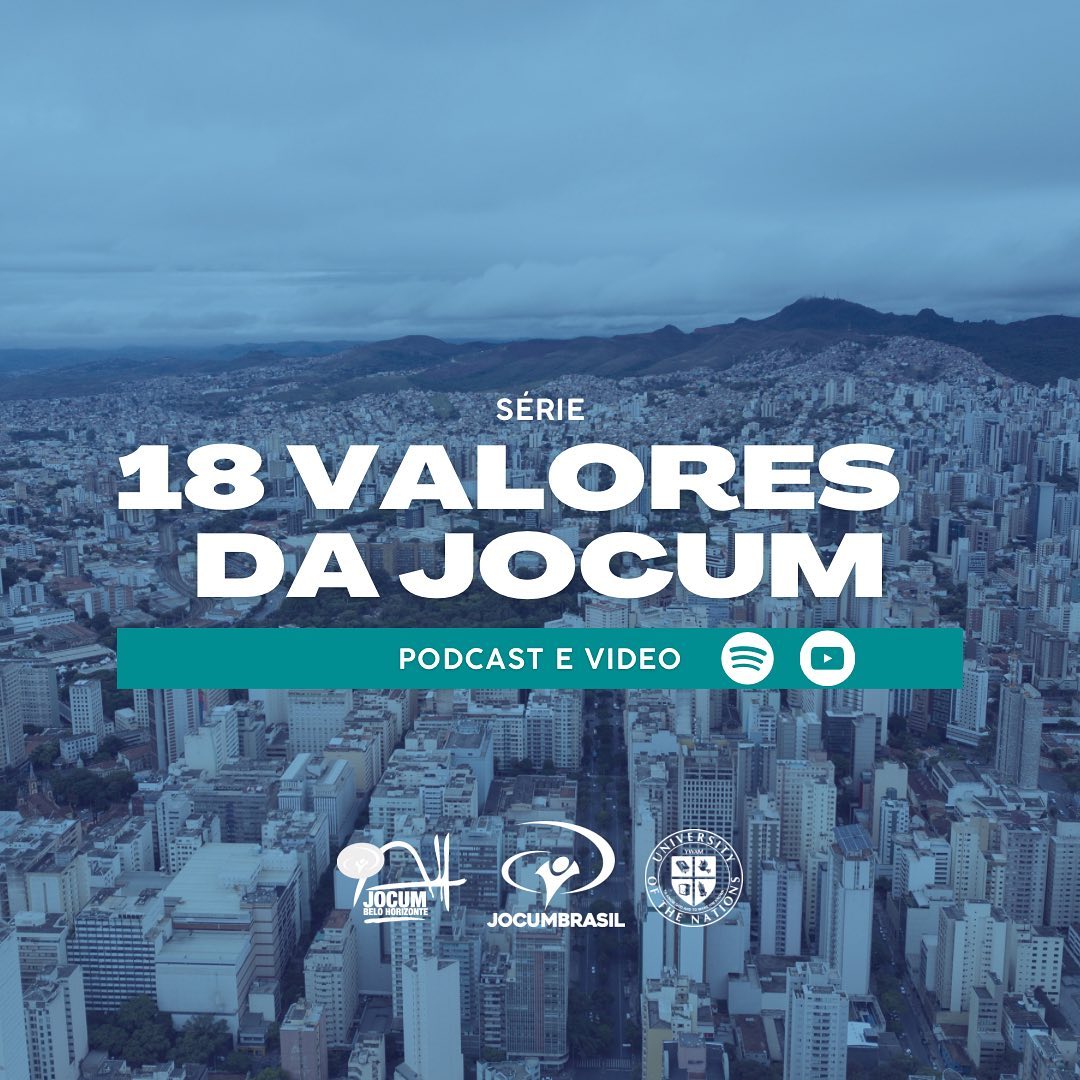 SÉRIE
18 VALORES
DA JOCUM
PODCAST E VIDEO
JOCUM
BELO HORIZONTE
JOCUMBRASIL
UNIVERSITY
OF THE NATIONS